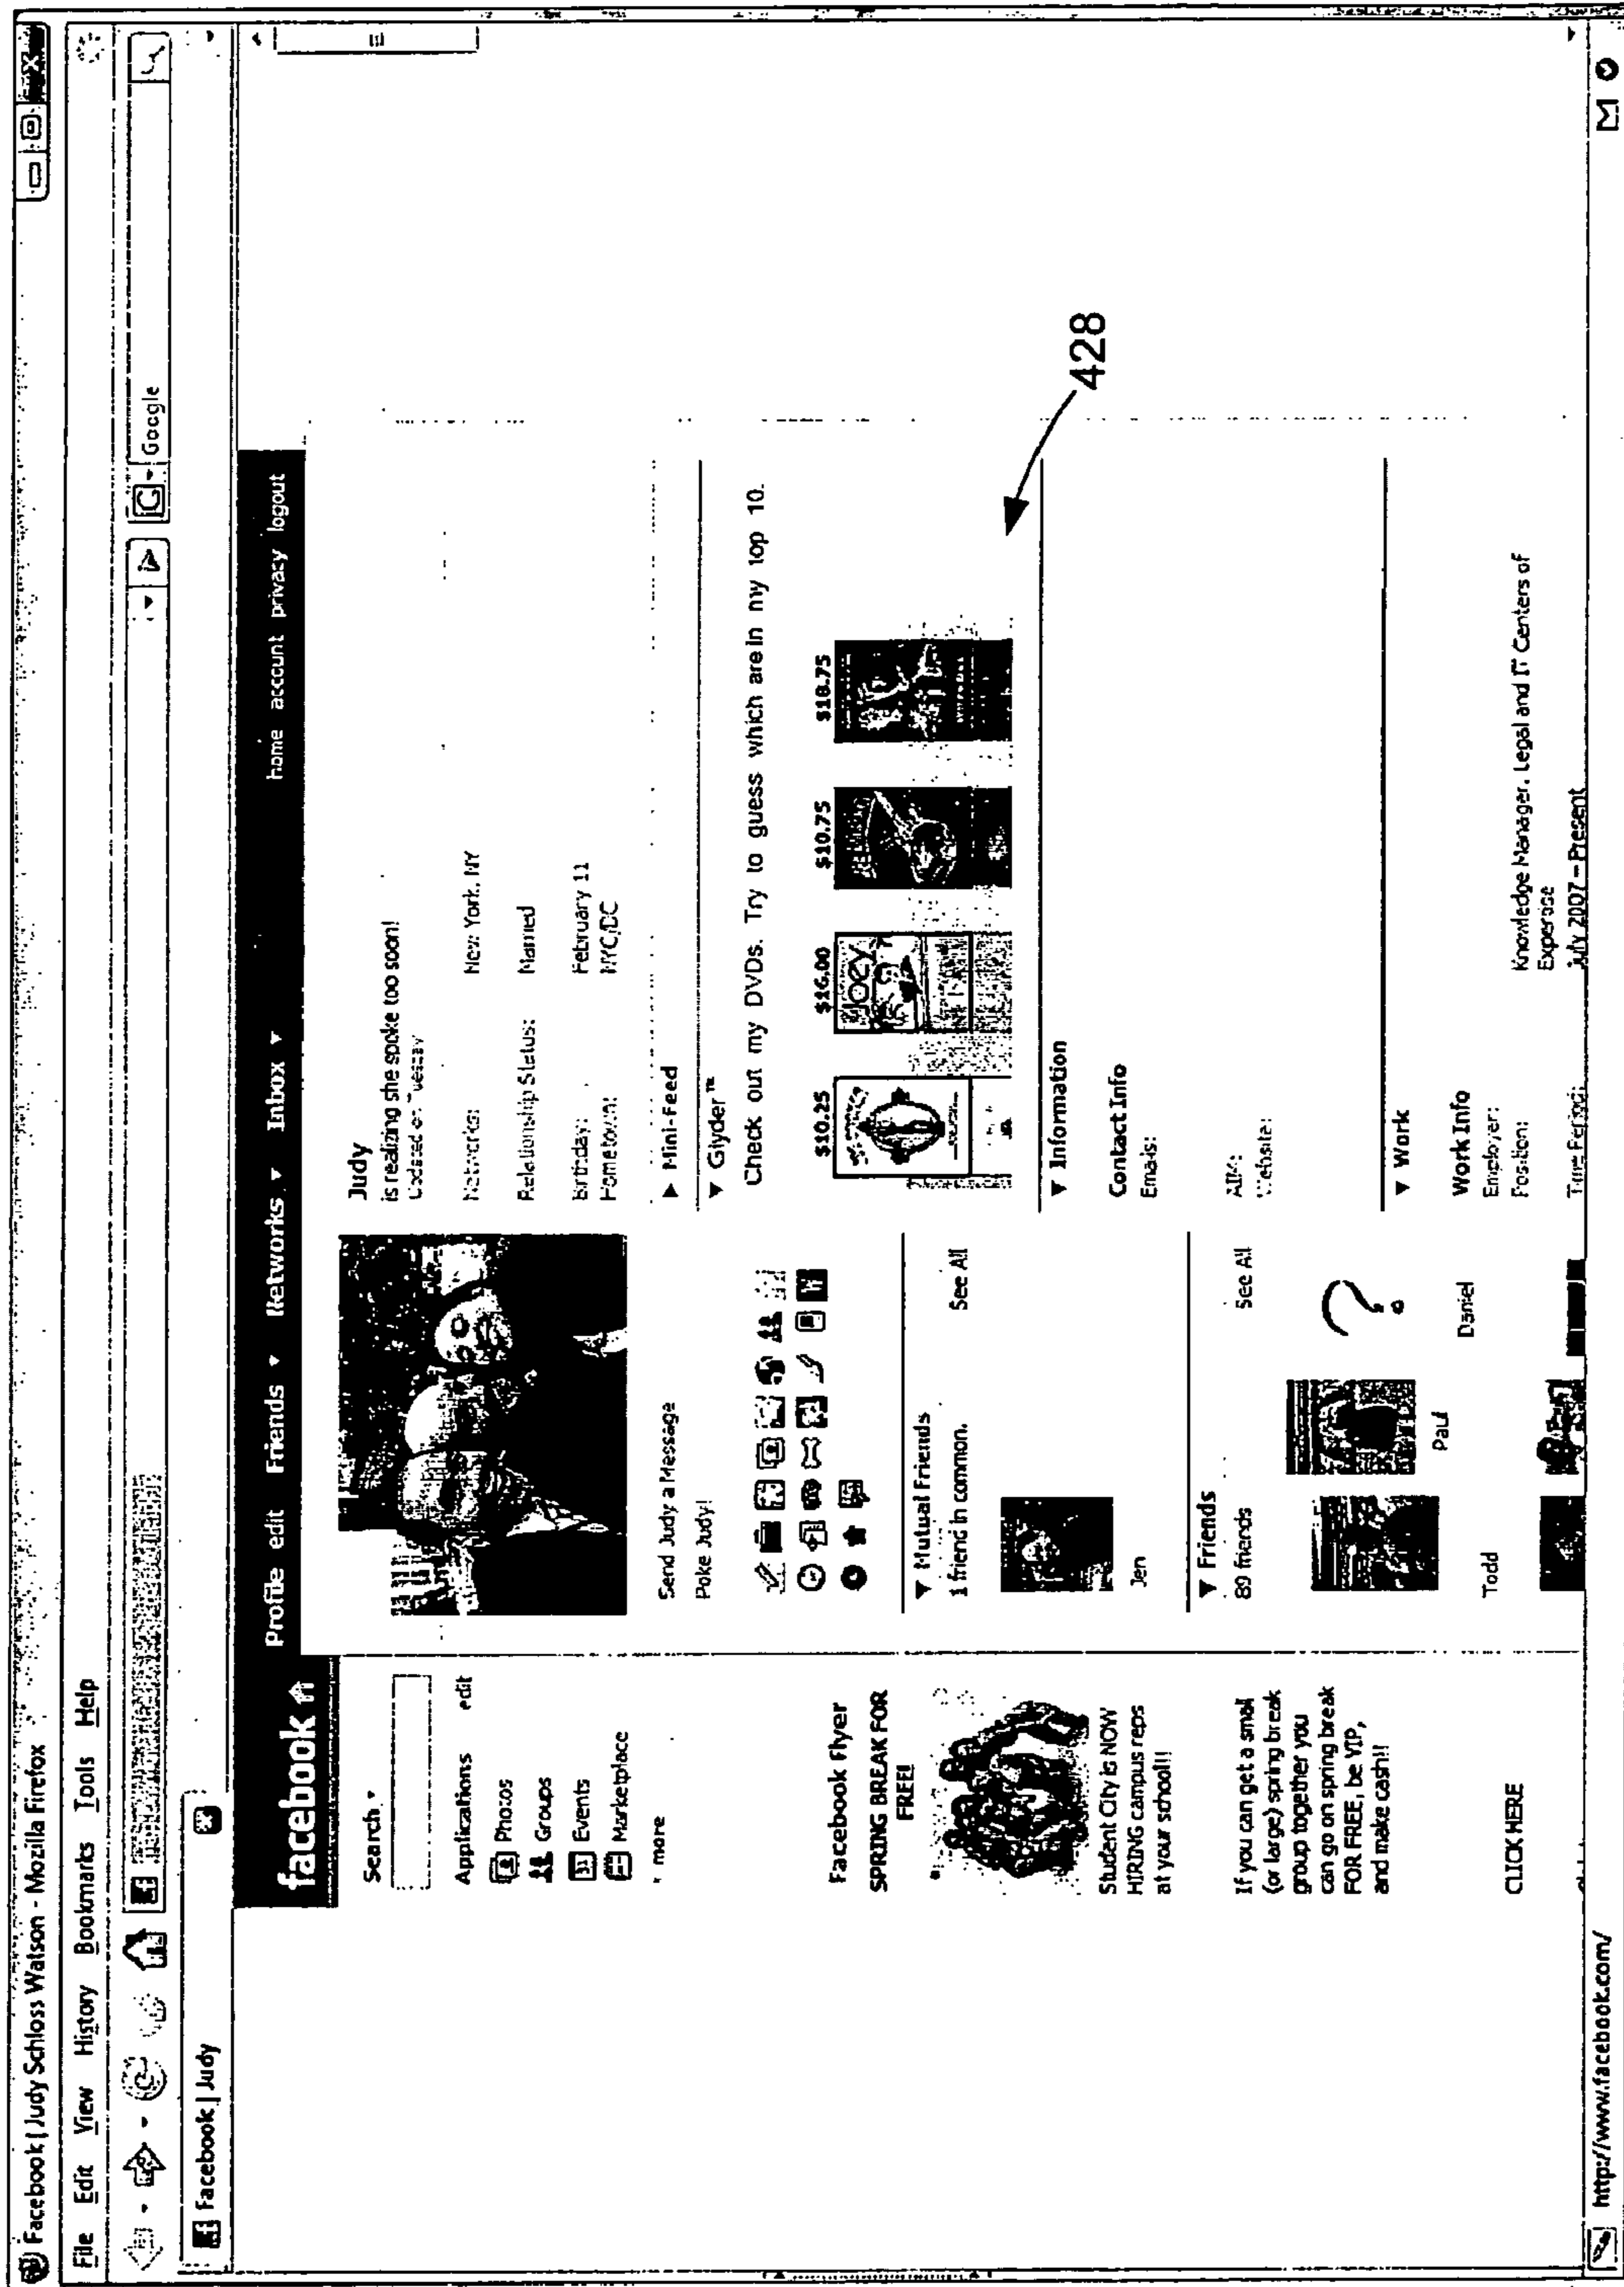 Facebook | Judy Schloss Watson - Mozilla Firefox
File Edit View History Bookmarks Tools Help
Google
Facebook | Judy
facebook
Profile edit Friends Networks Inbox home account privacy logout
Search
Applications edit
Photos
Groups
Events
Marketplace
more
Facebook Flyer
SPRING BREAK FOR
FREE!
Student City is NOW
HIRING campus reps
at your school!!
If you can get a small
(or large) spring break
group together you
can go on spring break
FOR FREE, be VIP,
and make cash!!
CLICK HERE
Send Judy a Message
Poke Judy!
Mutual Friends
1 friend in common. See All
Jen
Friends
89 friends See All
Todd
Paul
Daniel
Judy
is realizing she spoke too soon!
Updated on Tuesday
Networks: New York, NY
Relationship Status: Married
Birthday: February 11
Hometown: NYC/DC
Mini-Feed
Glyder™
Check out my DVDs. Try to guess which are in my top 10.
$10.25 $16.00 $10.75 $18.75
Joey
428
Information
Contact Info
Emails:
AIM:
Website:
Work
Work Info
Employer:
Position: Knowledge Manager, Legal and IT Centers of
Expertise
Time Period: July 2007 – Present
http://www.facebook.com/